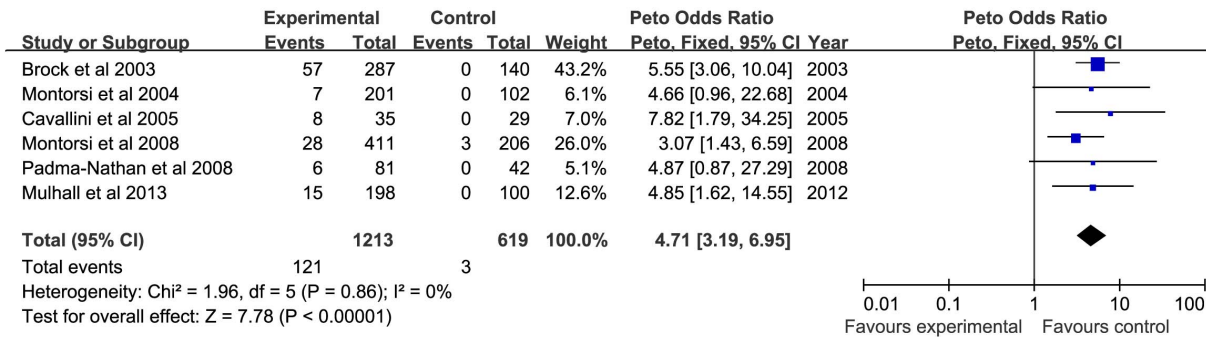 Experimental Control Peto Odds Ratio Peto Odds Ratio
Study or Subgroup Events Total Events Total Weight Peto, Fixed, 95% CI Year Peto, Fixed, 95% CI
Brock et al 2003 57 287 0 140 43.2% 5.55 [3.06, 10.04] 2003
Montorsi et al 2004 7 201 0 102 6.1% 4.66 [0.96, 22.68] 2004
Cavallini et al 2005 8 35 0 29 7.0% 7.82 [1.79, 34.25] 2005
Montorsi et al 2008 28 411 3 206 26.0% 3.07 [1.43, 6.59] 2008
Padma-Nathan et al 2008 6 81 0 42 5.1% 4.87 [0.87, 27.29] 2008
Mulhall et al 2013 15 198 0 100 12.6% 4.85 [1.62, 14.55] 2012
Total (95% CI) 1213 619 100.0% 4.71 [3.19, 6.95]
Total events 121 3
Heterogeneity: Chi² = 1.96, df = 5 (P = 0.86); I² = 0%
Test for overall effect: Z = 7.78 (P < 0.00001)
0.01 0.1 1 10 100
Favours experimental Favours control